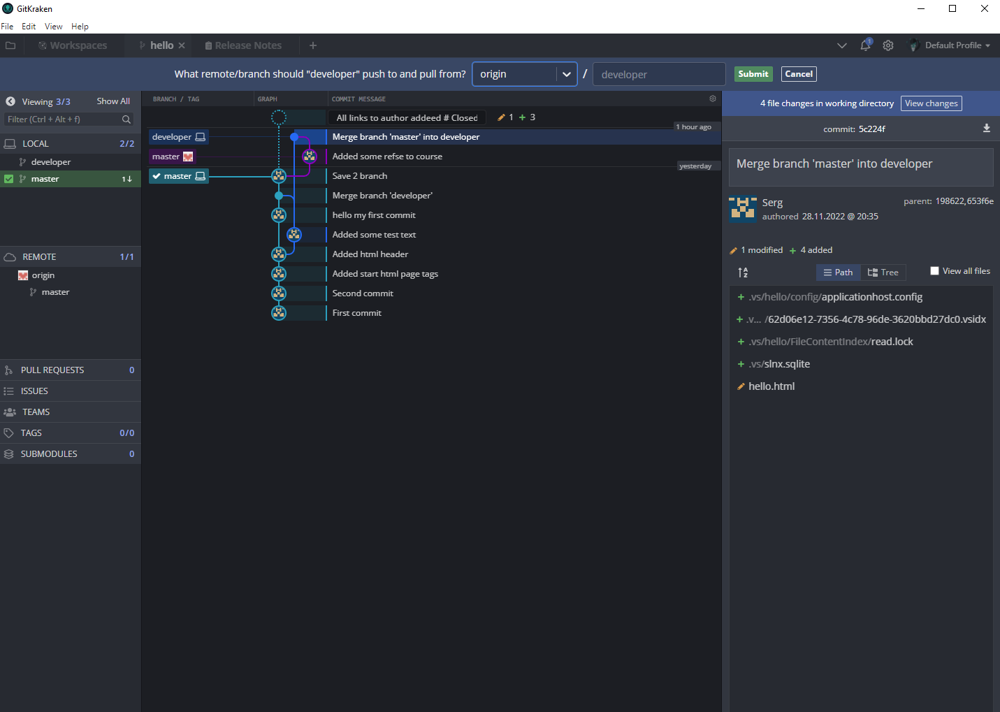 GitKraken
File Edit View Help
Workspaces hello Release Notes 1 Default Profile
What remote/branch should "developer" push to and pull from? origin / developer Submit Cancel
Viewing 3/3 Show All
Filter (Ctrl + Alt + f)
LOCAL 2/2
developer
master 1
REMOTE 1/1
origin
master
PULL REQUESTS 0
ISSUES
TEAMS
TAGS 0/0
SUBMODULES 0
BRANCH / TAG GRAPH COMMIT MESSAGE
All links to author addeed # Closed 1 + 3
1 hour ago
developer Merge branch 'master' into developer
master Added some refse to course
yesterday
master Save 2 branch
Merge branch 'developer'
hello my first commit
Added some test text
Added html header
Added start html page tags
Second commit
First commit
4 file changes in working directory View changes
commit: 5c224f
Merge branch 'master' into developer
Serg parent: 198622,653f6e
authored 28.11.2022 @ 20:35
1 modified + 4 added
A Z Path Tree View all files
+ .vs/hello/config/applicationhost.config
+ .v... /62d06e12-7356-4c78-96de-3620bbd27dc0.vsidx
+ .vs/hello/FileContentIndex/read.lock
+ .vs/slnx.sqlite
hello.html